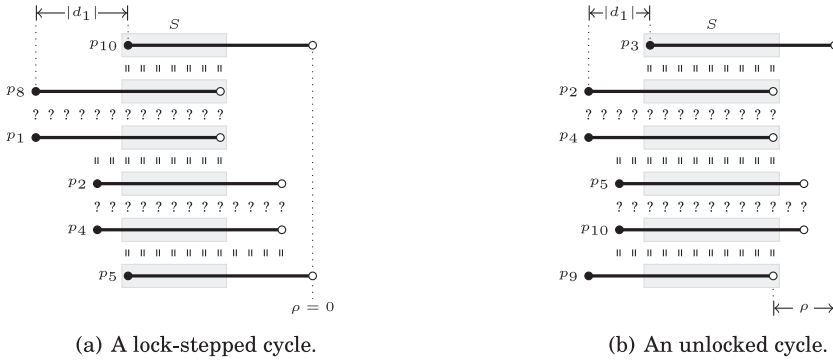 |d₁| S
p₁₀
॥ ॥ ॥ ॥ ॥ ॥ ॥
p₈
? ? ? ? ? ? ? ? ? ? ? ? ?
p₁
= = = = = = = = =
p₂
? ? ? ? ? ? ? ? ? ? ? ? ?
p₄
= = = = = = = = = = =
p₅
ρ = 0
(a) A lock-stepped cycle.
|d₁| S
p₃
= = = = = = = = =
p₂
? ? ? ? ? ? ? ? ? ? ? ? ?
p₄
= = = = = = = = = = =
p₅
? ? ? ? ? ? ? ? ? ? ? ? ?
p₁₀
= = = = = = = = = = =
p₉
ρ
(b) An unlocked cycle.